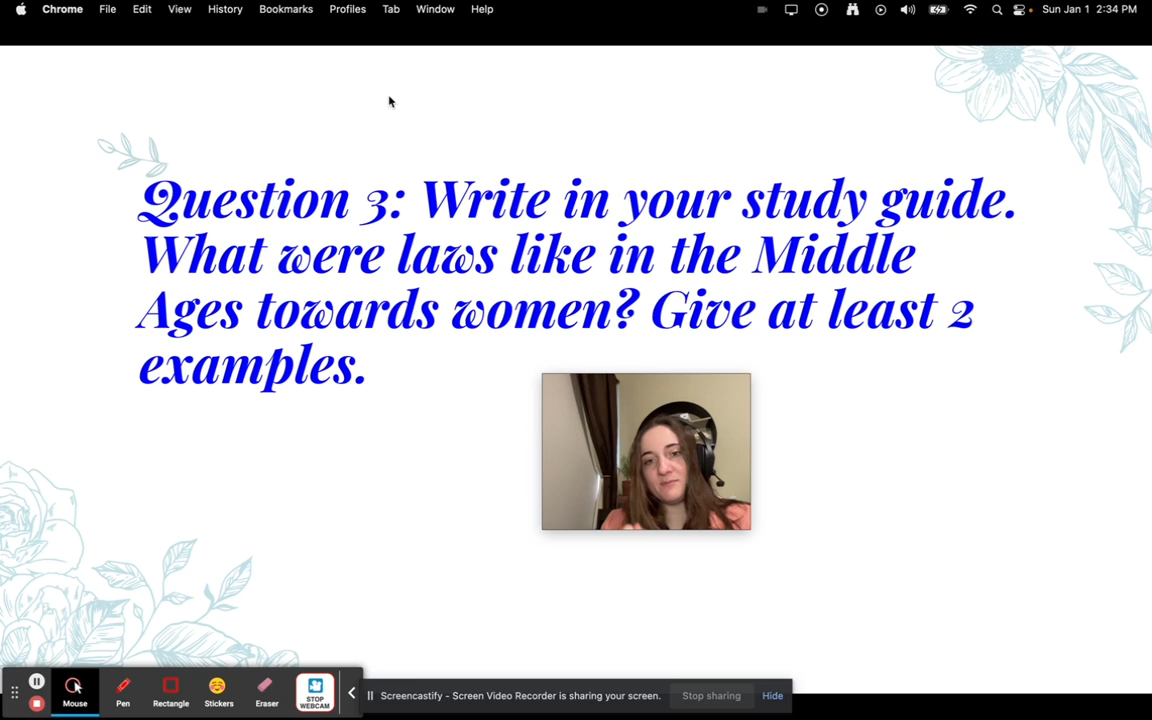 Chrome File Edit View History Bookmarks Profiles Tab Window Help Sun Jan 1 2:34 PM
Question 3: Write in your study guide.
What were laws like in the Middle
Ages towards women? Give at least 2
examples.
Mouse Pen Rectangle Stickers Eraser STOP WEBCAM
Screencastify - Screen Video Recorder is sharing your screen. Stop sharing Hide